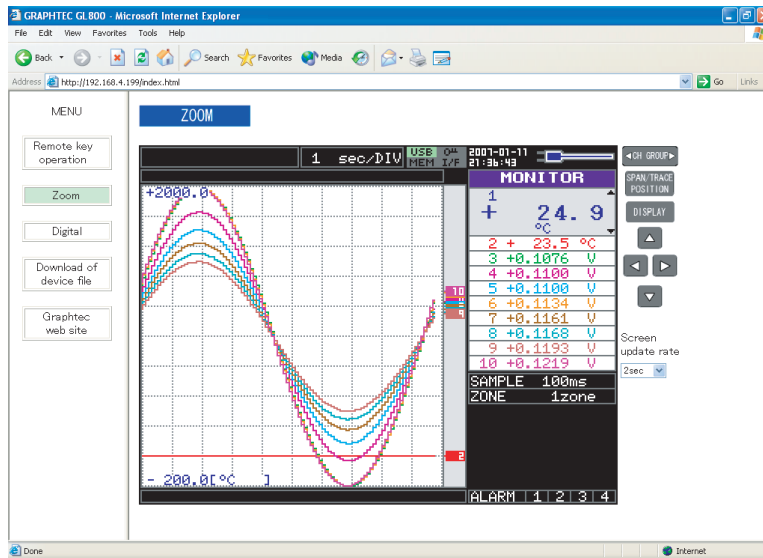 GRAPHTEC GL800 - Microsoft Internet Explorer
File Edit View Favorites Tools Help
Back Search Favorites Media
Address http://192.168.4.199/index.html Go Links
MENU
Remote key
operation
Zoom
Digital
Download of
device file
Graphtec
web site
ZOOM
1 sec/DIV USB MEM I/F 2007-01-11
21:36:43
+2000.0
- 200.0[°C ]
10
2
MONITOR
1
+ 24.9
°C
2 + 23.5 °C
3 +0.1076 V
4 +0.1100 V
5 +0.1100 V
6 +0.1134 V
7 +0.1161 V
8 +0.1168 V
9 +0.1193 V
10 +0.1219 V
SAMPLE 100ms
ZONE 1zone
ALARM 1 2 3 4
◄CH GROUP►
SPAN/TRACE
POSITION
DISPLAY
Screen
update rate
2sec
Done Internet